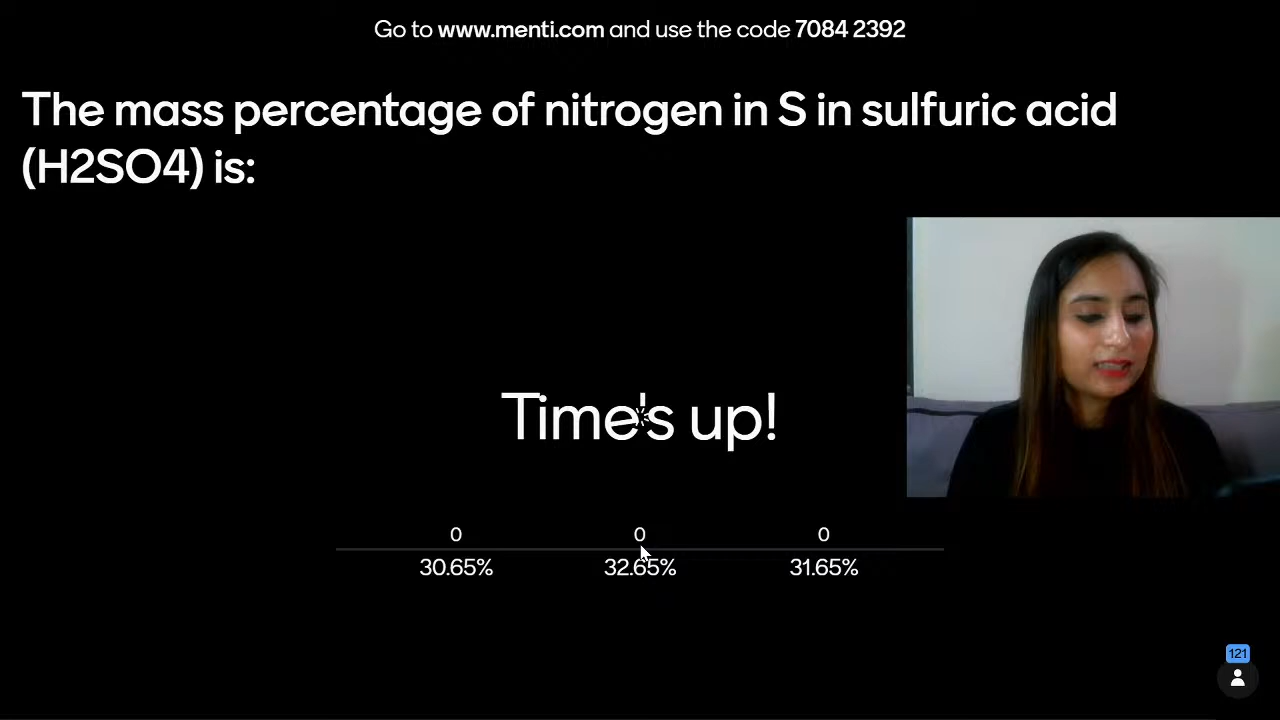 Go to www.menti.com and use the code 7084 2392
The mass percentage of nitrogen in S in sulfuric acid
(H2SO4) is:
Time's up!
0 0 0
30.65% 32.65% 31.65%
121